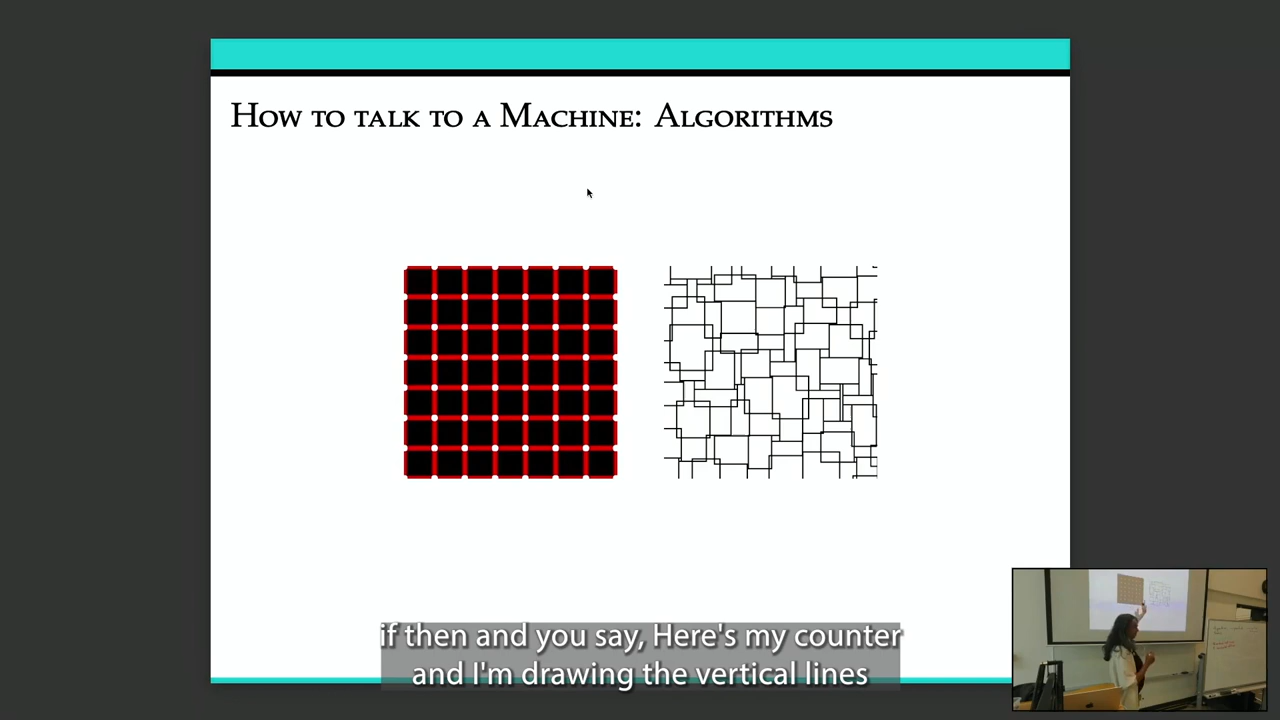 How to talk to a Machine: Algorithms
if then and you say, Here's my counter
and I'm drawing the vertical lines